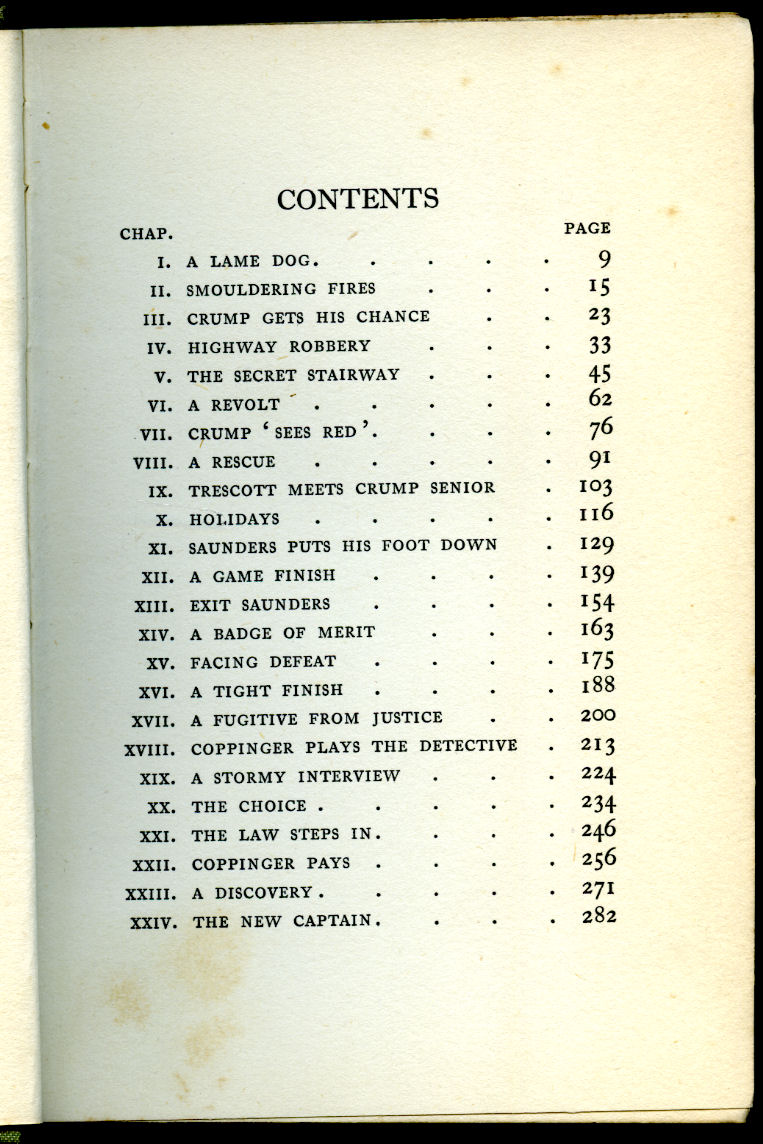 CONTENTS
CHAP. PAGE
I. A LAME DOG. . . . . 9
II. SMOULDERING FIRES . . . 15
III. CRUMP GETS HIS CHANCE . . 23
IV. HIGHWAY ROBBERY . . . 33
V. THE SECRET STAIRWAY . . . 45
VI. A REVOLT . . . . . 62
VII. CRUMP ‘SEES RED’. . . . 76
VIII. A RESCUE . . . . . 91
IX. TRESCOTT MEETS CRUMP SENIOR . 103
X. HOLIDAYS . . . . . 116
XI. SAUNDERS PUTS HIS FOOT DOWN . 129
XII. A GAME FINISH . . . . 139
XIII. EXIT SAUNDERS . . . . 154
XIV. A BADGE OF MERIT . . . 163
XV. FACING DEFEAT . . . . 175
XVI. A TIGHT FINISH . . . . 188
XVII. A FUGITIVE FROM JUSTICE . . 200
XVIII. COPPINGER PLAYS THE DETECTIVE . 213
XIX. A STORMY INTERVIEW . . . 224
XX. THE CHOICE . . . . . 234
XXI. THE LAW STEPS IN. . . . 246
XXII. COPPINGER PAYS . . . . 256
XXIII. A DISCOVERY . . . . . 271
XXIV. THE NEW CAPTAIN. . . . 282